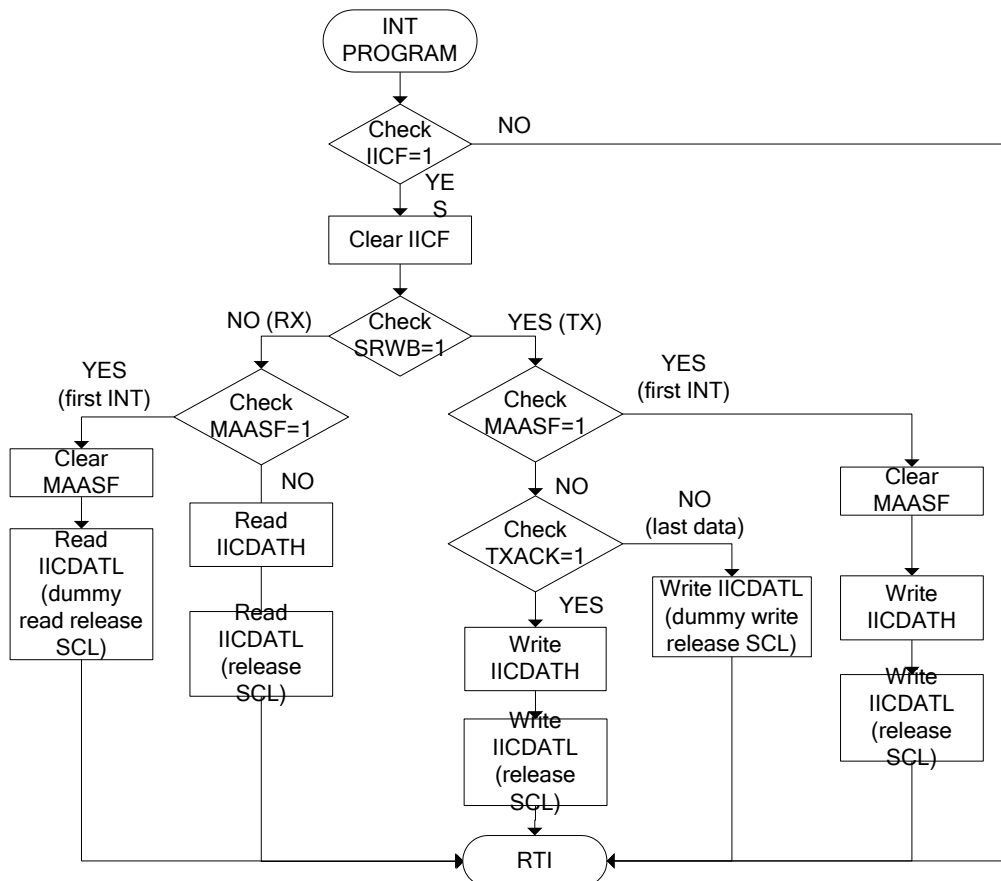 INT
PROGRAM
Check
IICF=1
NO
YE
S
Clear IICF
Check
SRWB=1
NO (RX)
YES (TX)
YES
(first INT)
Check
MAASF=1
Clear
MAASF
NO
Read
IICDATL
(dummy
read release
SCL)
Read
IICDATH
Read
IICDATL
(release
SCL)
Check
MAASF=1
YES
(first INT)
NO
Check
TXACK=1
NO
(last data)
YES
Write
IICDATH
Write
IICDATL
(release
SCL)
Write IICDATL
(dummy write
release SCL)
Clear
MAASF
Write
IICDATH
Write
IICDATL
(release
SCL)
RTI